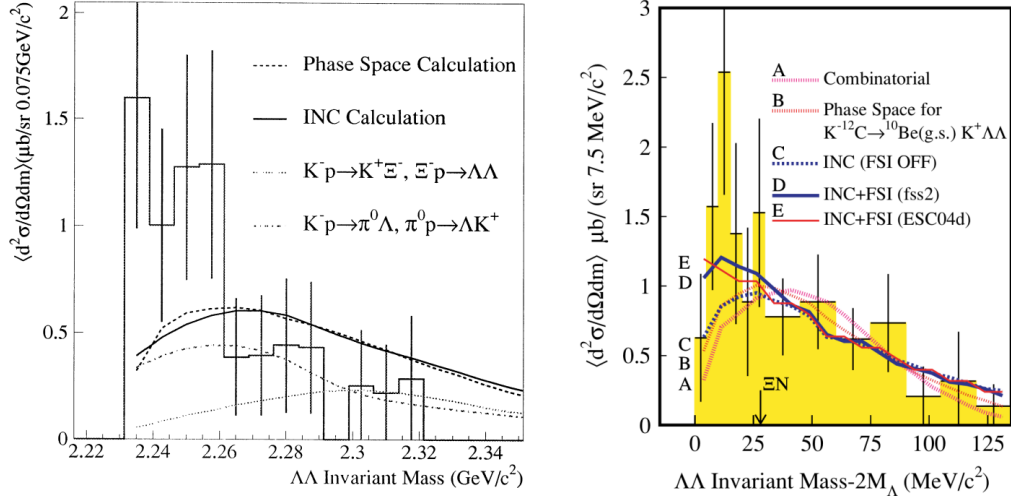 ⟨d²σ/dΩdm⟩(μb/sr 0.075GeV/c²)
2
1.5
1
0.5
0
Phase Space Calculation
INC Calculation
K⁻p→K⁺Ξ⁻, Ξ⁻p→ΛΛ
K⁻p→π⁰Λ, π⁰p→ΛK⁺
2.22
2.24
2.26
2.28
2.3
2.32
2.34
ΛΛ Invariant Mass (GeV/c²)
⟨d²σ/dΩdm⟩ μb/ (sr 7.5 MeV/c²)
3
2.5
2
1.5
1
0.5
0
A Combinatorial
B Phase Space for
K⁻¹²C→¹⁰Be(g.s.) K⁺ΛΛ
C INC (FSI OFF)
D INC+FSI (fss2)
E INC+FSI (ESC04d)
E
D
C
B
A
ΞN
0
25
50
75
100
125
ΛΛ Invariant Mass-2M_Λ (MeV/c²)